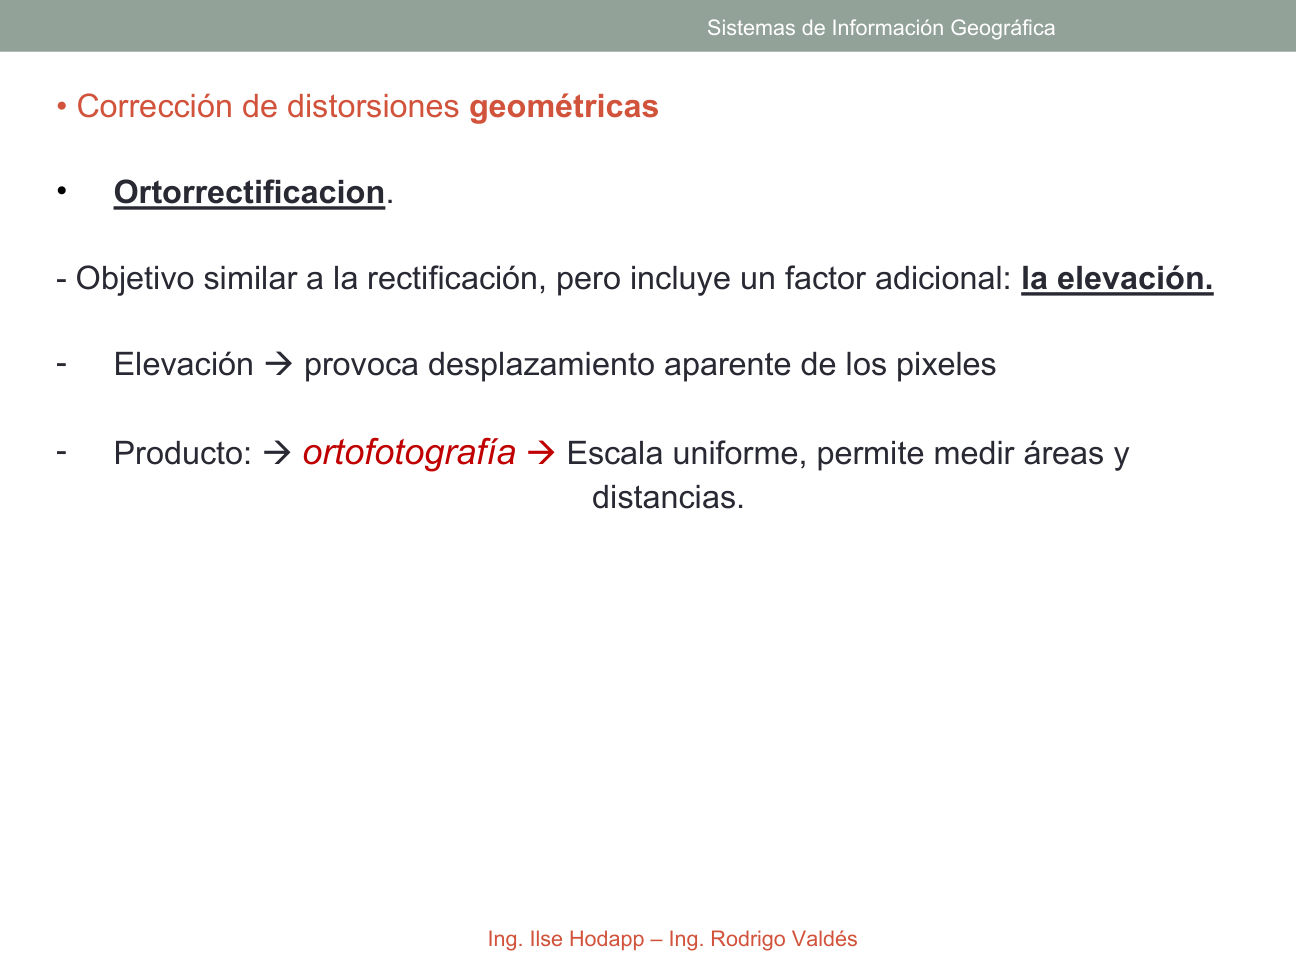 Sistemas de Información Geográfica
• Corrección de distorsiones geométricas
• Ortorrectificacion.
- Objetivo similar a la rectificación, pero incluye un factor adicional: la elevación.
- Elevación → provoca desplazamiento aparente de los pixeles
- Producto: → ortofotografía → Escala uniforme, permite medir áreas y
distancias.
Ing. Ilse Hodapp – Ing. Rodrigo Valdés